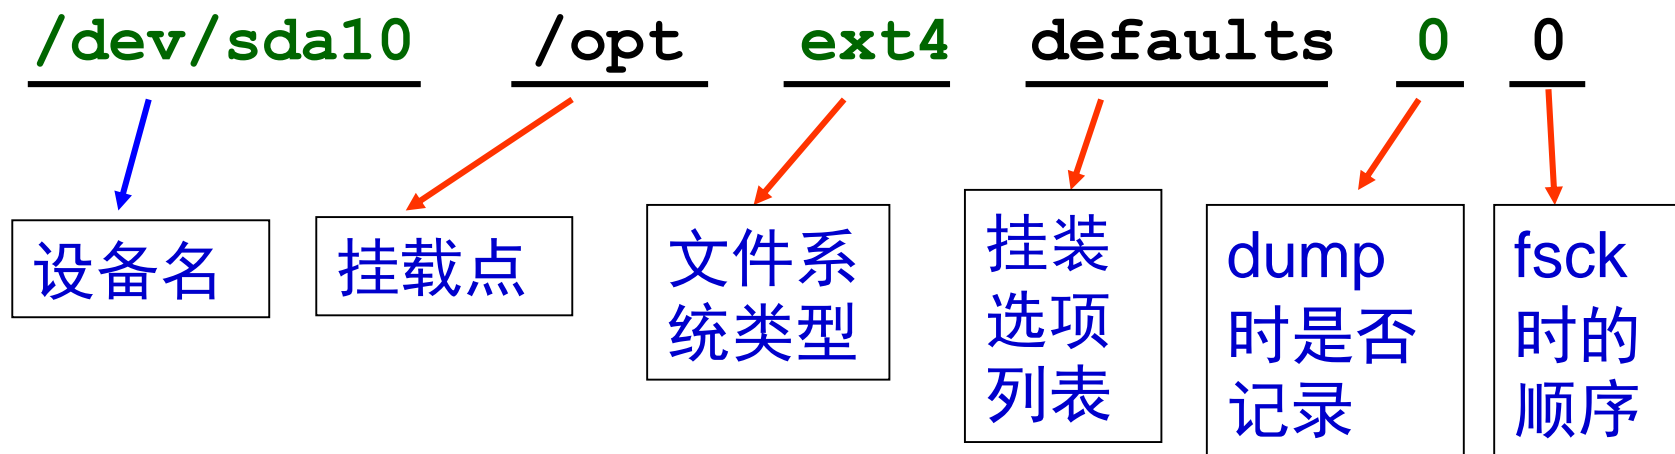 /dev/sda10 /opt ext4 defaults 0 0
设备名
挂载点
文件系
统类型
挂装
选项
列表
dump
时是否
记录
fsck
时的
顺序